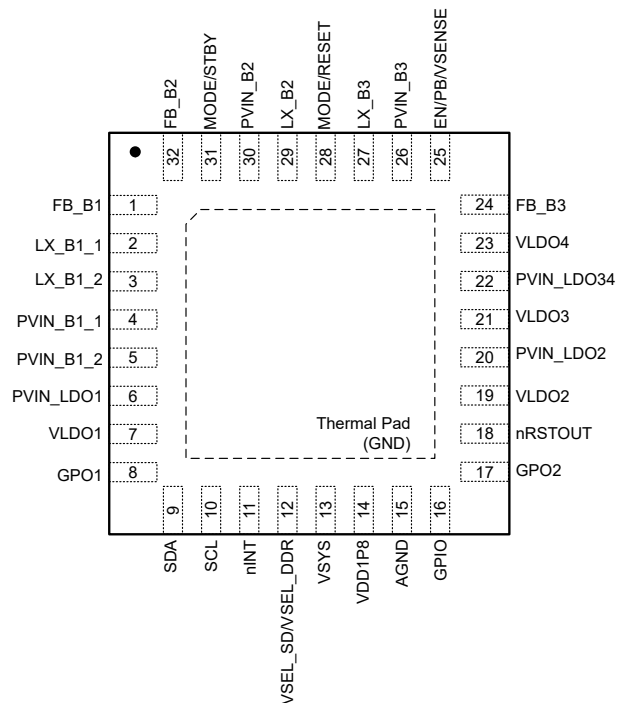 FB_B2
MODE/STBY
PVIN_B2
LX_B2
MODE/RESET
LX_B3
PVIN_B3
EN/PB/VSENSE
32
31
30
29
28
27
26
25
FB_B1 1
LX_B1_1 2
LX_B1_2 3
PVIN_B1_1 4
PVIN_B1_2 5
PVIN_LDO1 6
VLDO1 7
GPO1 8
24 FB_B3
23 VLDO4
22 PVIN_LDO34
21 VLDO3
20 PVIN_LDO2
19 VLDO2
18 nRSTOUT
17 GPO2
Thermal Pad
(GND)
9
10
11
12
13
14
15
16
SDA
SCL
nINT
VSEL_SD/VSEL_DDR
VSYS
VDD1P8
AGND
GPIO